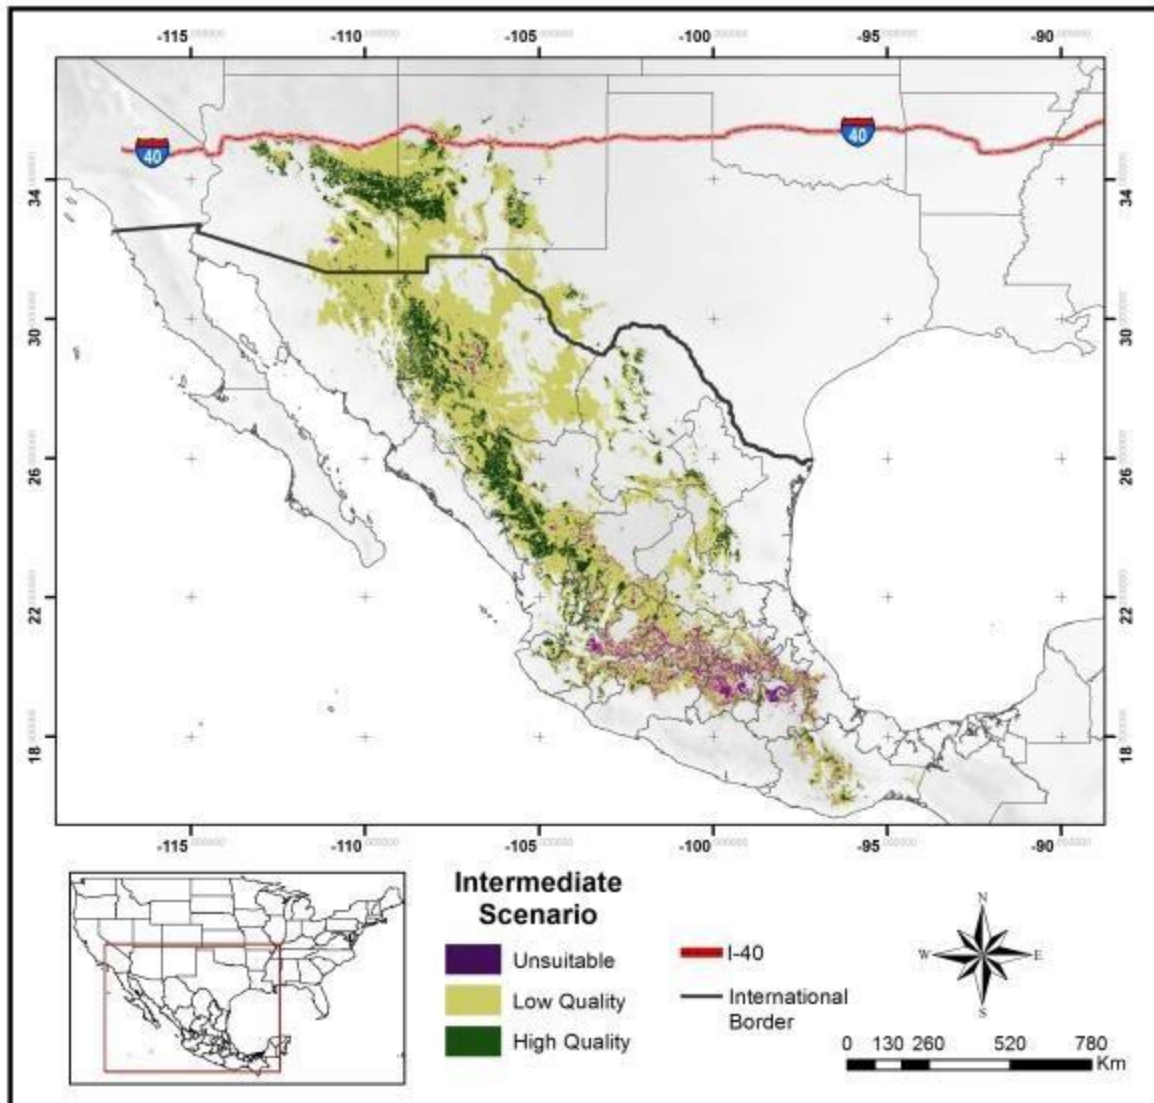 -115 -110 -105 -100 -95 -90
40
40
34 34
30 30
26 26
22 22
18 18
-115 -110 -105 -100 -95 -90
Intermediate
Scenario
Unsuitable
Low Quality
High Quality
I-40
International
Border
N
W E
S
0 130 260 520 780
Km